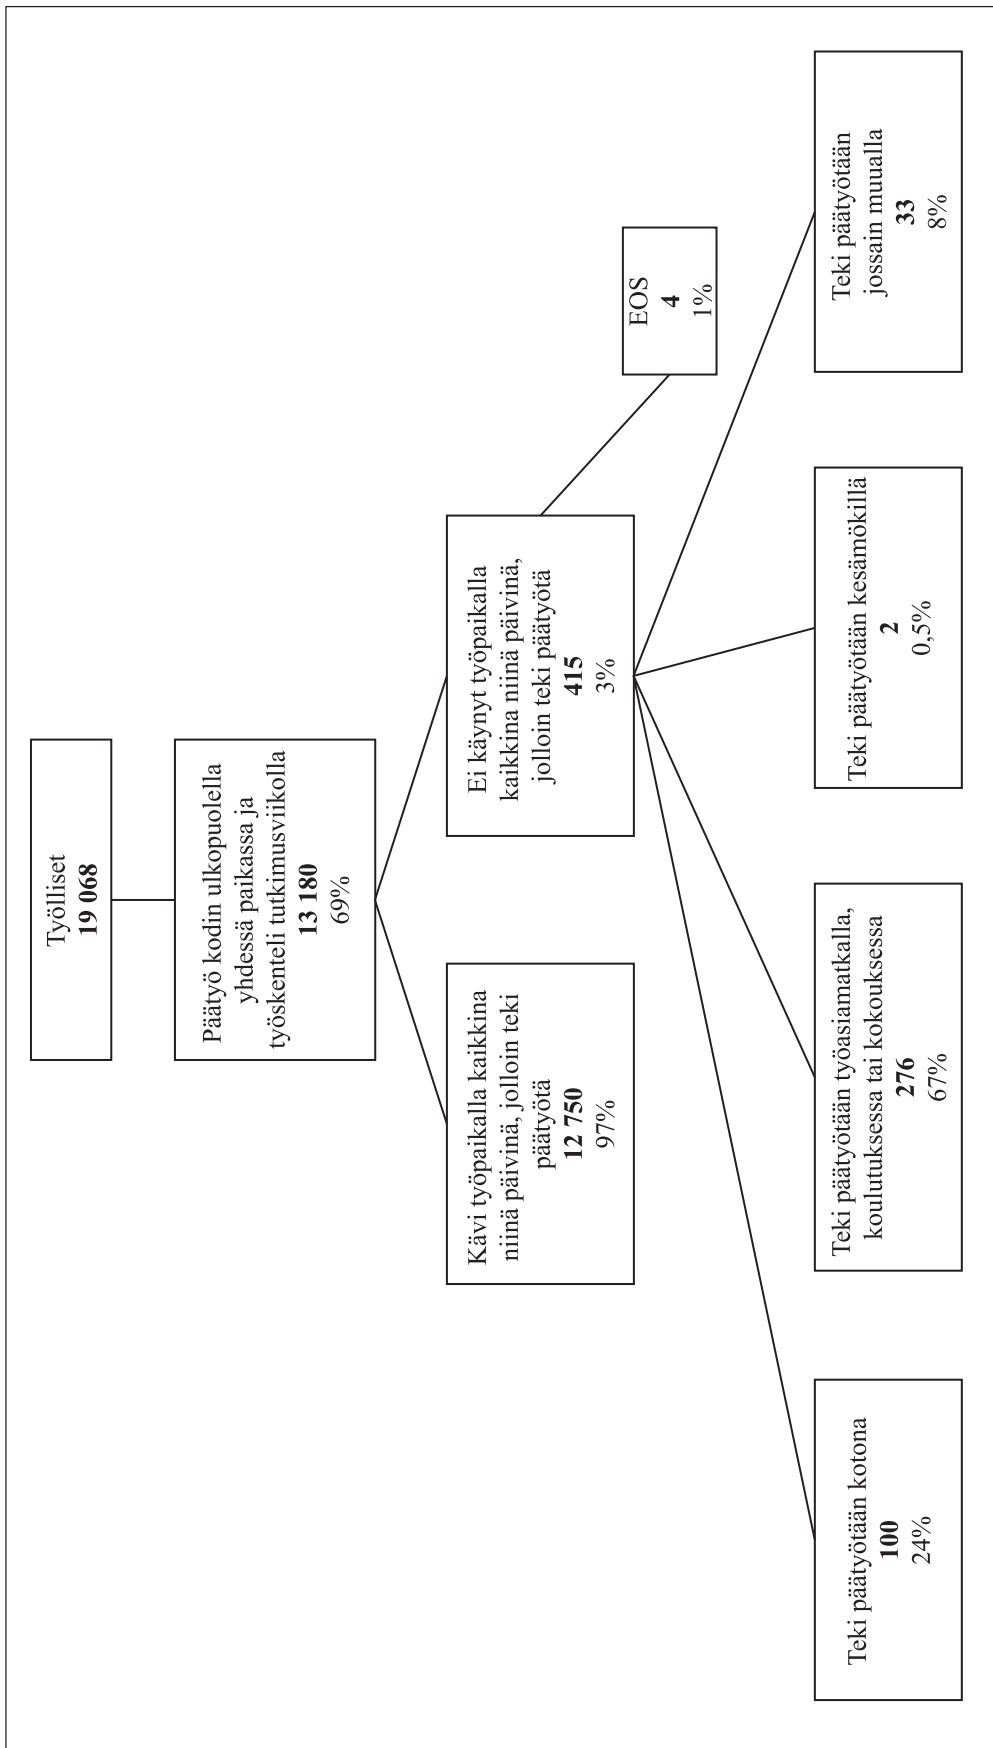 Työlliset
19 068
Päätyö kodin ulkopuolella
yhdessä paikassa ja
työskenteli tutkimusviikolla
13 180
69%
Kävi työpaikalla kaikkina
niinä päivinä, jolloin teki
päätyötä
12 750
97%
Ei käynyt työpaikalla
kaikkina niinä päivinä,
jolloin teki päätyötä
415
3%
EOS
4
1%
Teki päätyötään kotona
100
24%
Teki päätyötään työasiamatkalla,
koulutuksessa tai kokouksessa
276
67%
Teki päätyötään kesämökillä
2
0,5%
Teki päätyötään
jossain muualla
33
8%